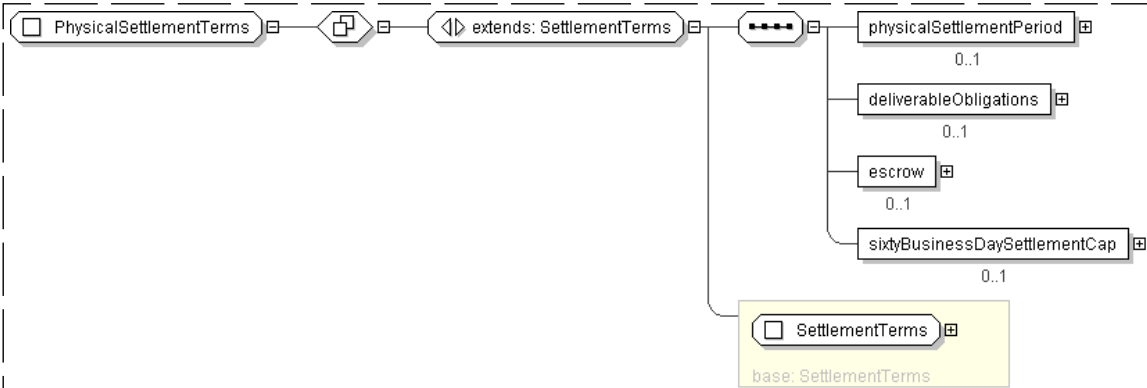 PhysicalSettlementTerms
extends: SettlementTerms
physicalSettlementPeriod
0..1
deliverableObligations
0..1
escrow
0..1
sixtyBusinessDaySettlementCap
0..1
SettlementTerms
base: SettlementTerms